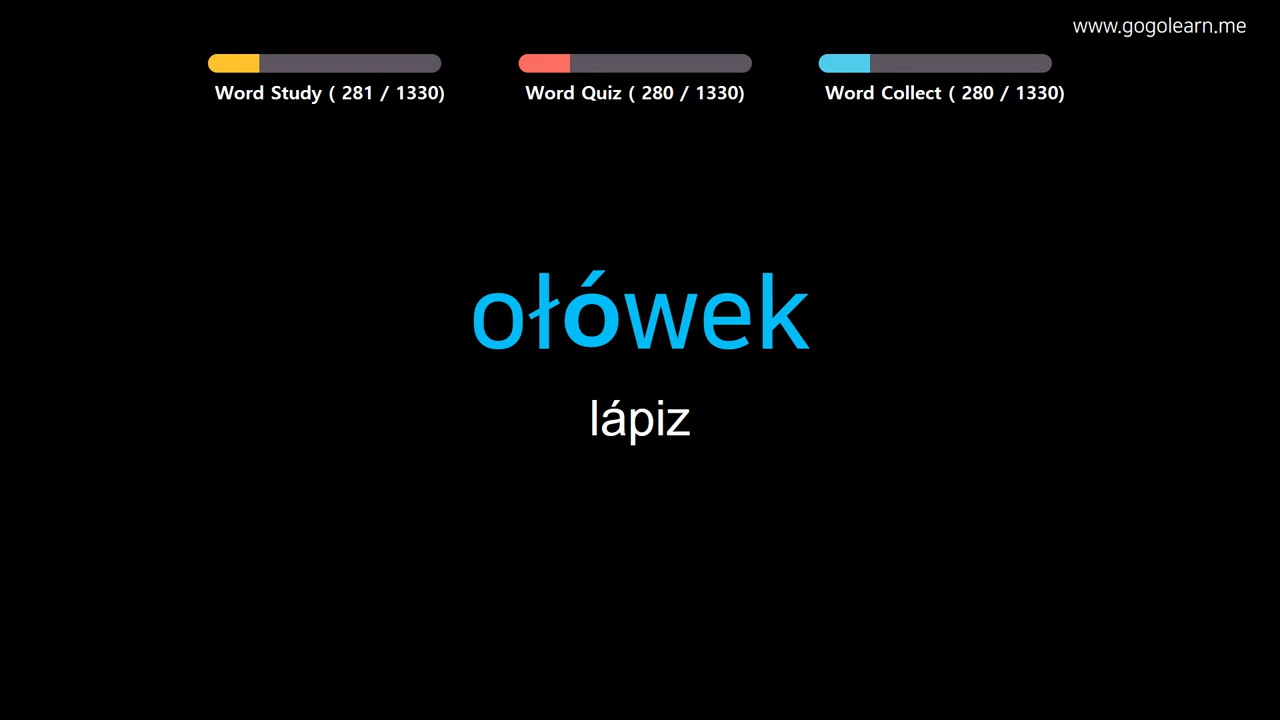 www.gogolearn.me
Word Study ( 281 / 1330)
Word Quiz ( 280 / 1330)
Word Collect ( 280 / 1330)
ołówek
lápiz